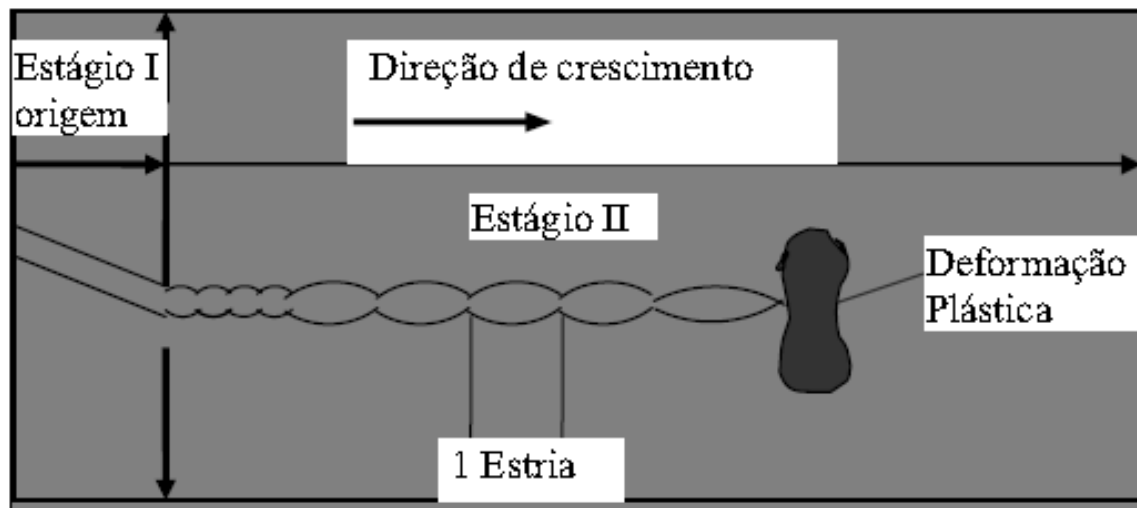 Estágio I
origem
Direção de crescimento
Estágio II
Deformação
Plástica
1 Estria